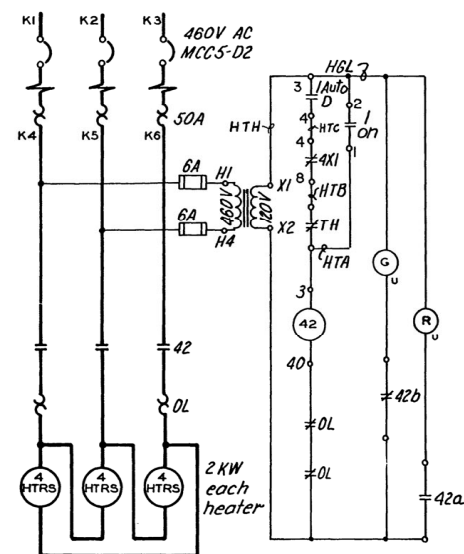 K1 K2 K3
460V AC
MCC5-D2
K4 K5 K6
50A
6A H1
460V
120V
X1
6A
H4
X2
HTH
HGL
3 1 Auto
D
2
4
HTC
1
on
4
4X1
1
8
HTB
TH
HTA
3
42
G
U
R
U
40
42
OL
OL
42b
OL
42a
4
HTRS
4
HTRS
4
HTRS
2 KW
each
heater